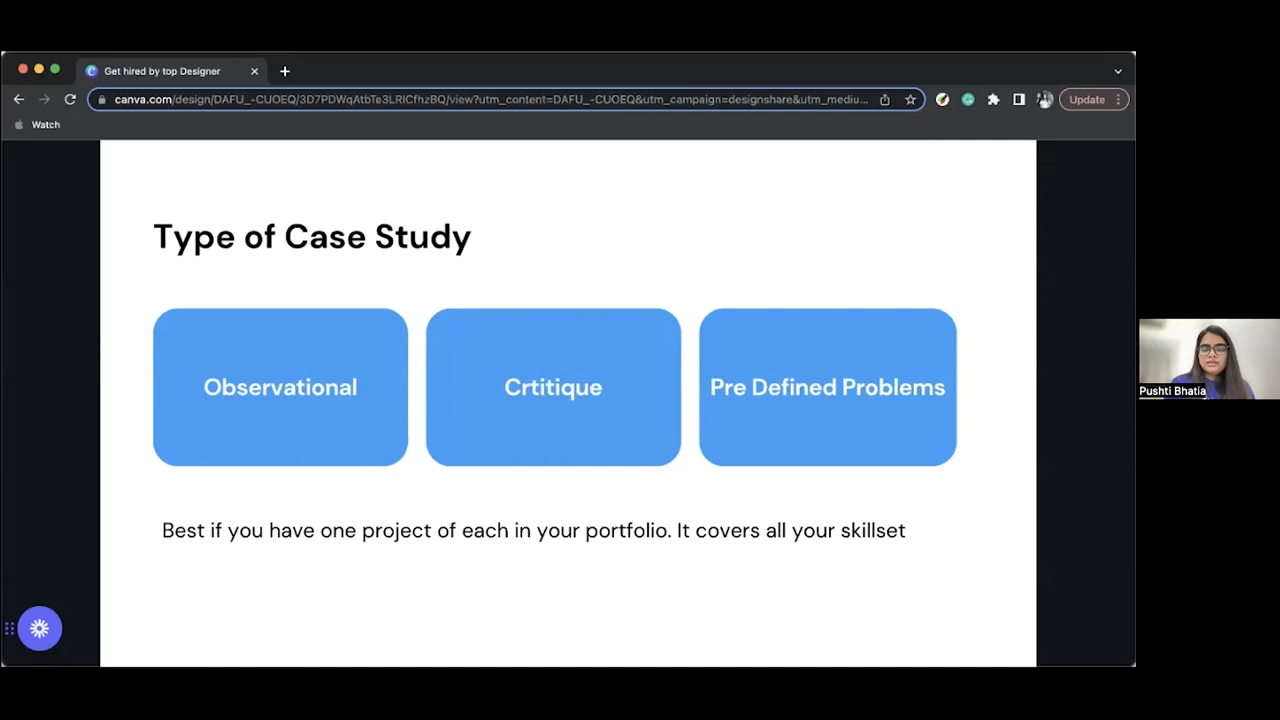 Get hired by top Designer
canva.com/design/DAFU_-CUOEQ/3D7PDWqAtbTe3LRICfhzBQ/view?utm_content=DAFU_-CUOEQ&utm_campaign=designshare&utm_mediu...
Update
Watch
Type of Case Study
Observational
Crtitique
Pre Defined Problems
Best if you have one project of each in your portfolio. It covers all your skillset
Pushti Bhatia